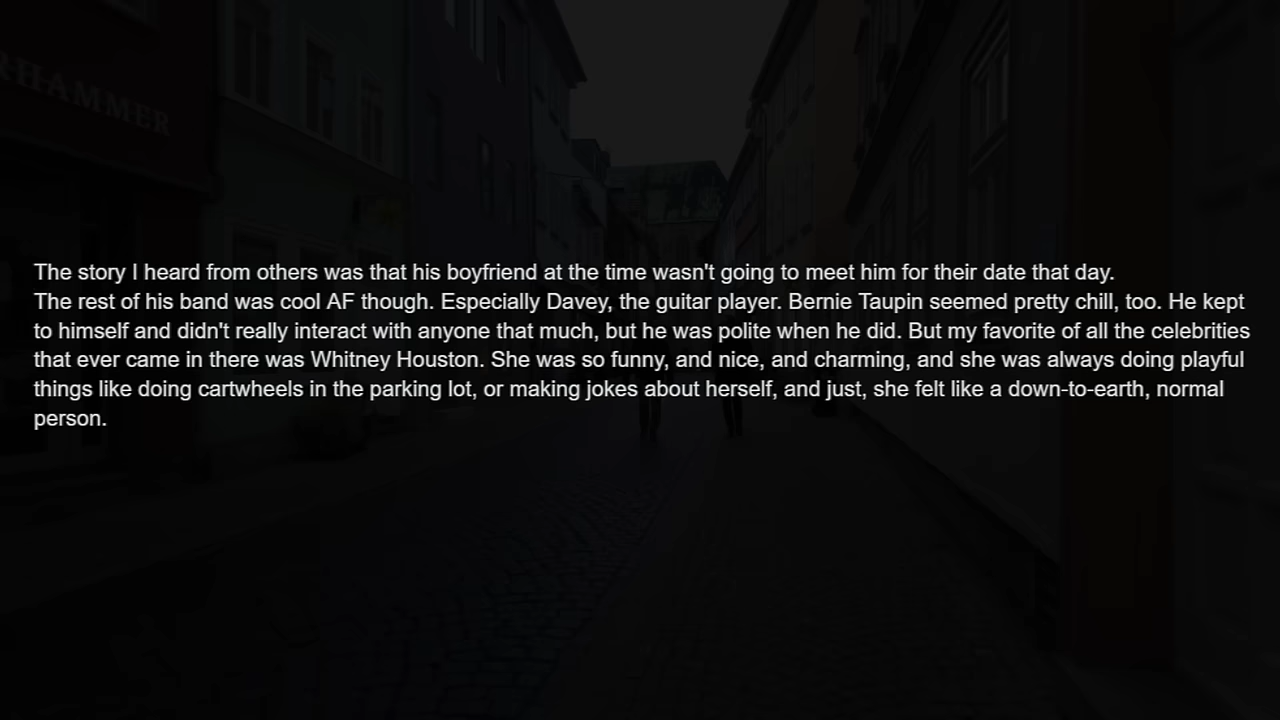 RHAMMER
The story I heard from others was that his boyfriend at the time wasn't going to meet him for their date that day.
The rest of his band was cool AF though. Especially Davey, the guitar player. Bernie Taupin seemed pretty chill, too. He kept
to himself and didn't really interact with anyone that much, but he was polite when he did. But my favorite of all the celebrities
that ever came in there was Whitney Houston. She was so funny, and nice, and charming, and she was always doing playful
things like doing cartwheels in the parking lot, or making jokes about herself, and just, she felt like a down-to-earth, normal
person.